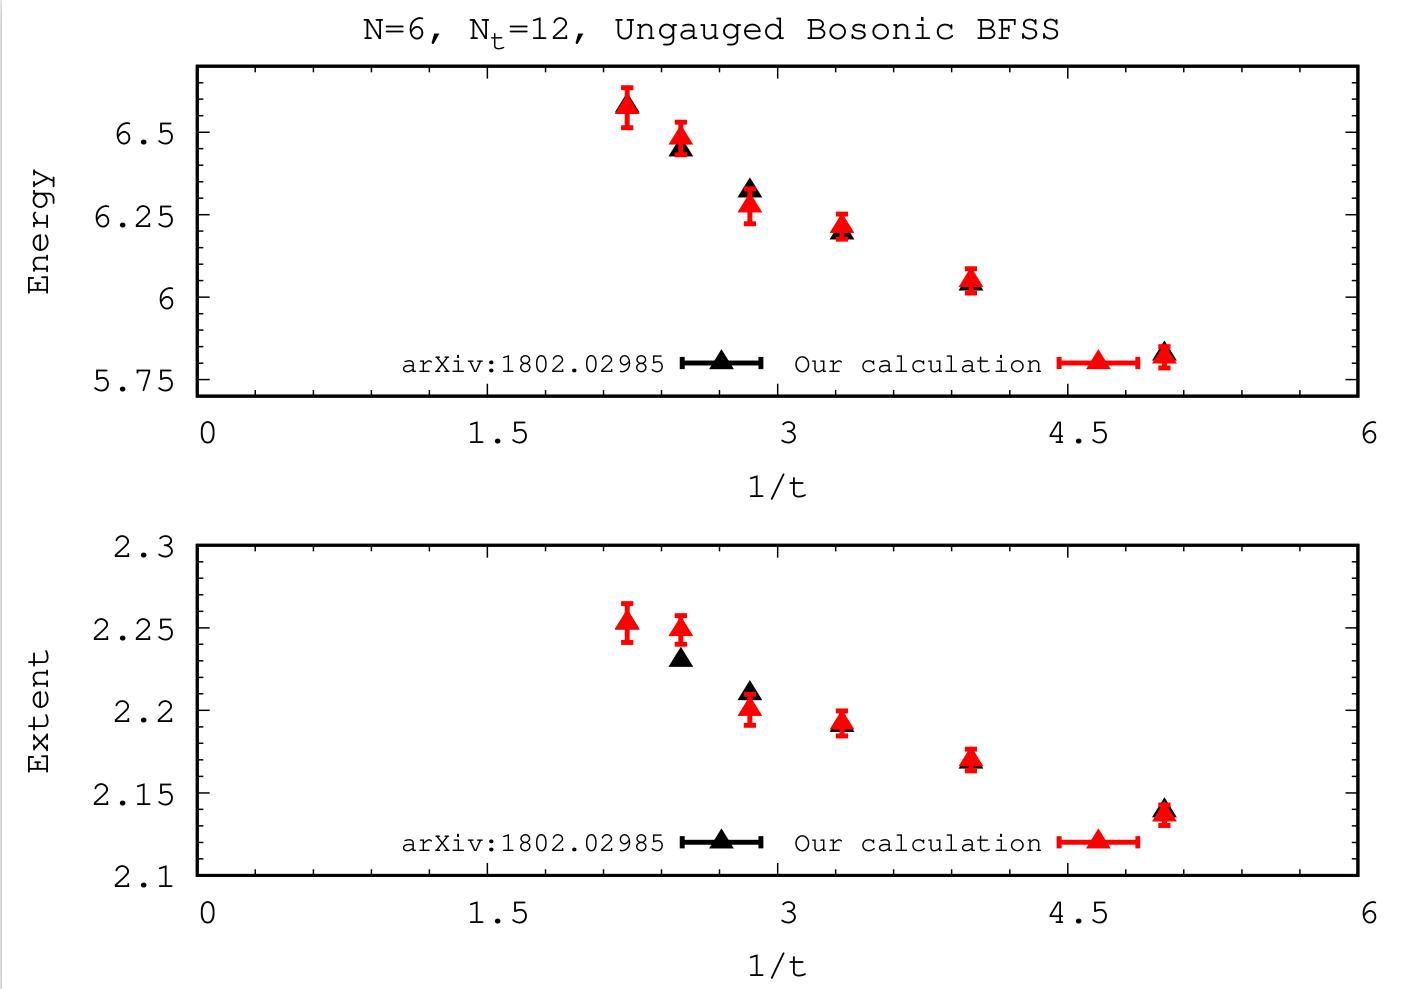 N=6, Nt=12, Ungauged Bosonic BFSS
Energy
6.5
6.25
6
5.75
arXiv:1802.02985 Our calculation
0 1.5 3 4.5 6
1/t
Extent
2.3
2.25
2.2
2.15
2.1
arXiv:1802.02985 Our calculation
0 1.5 3 4.5 6
1/t